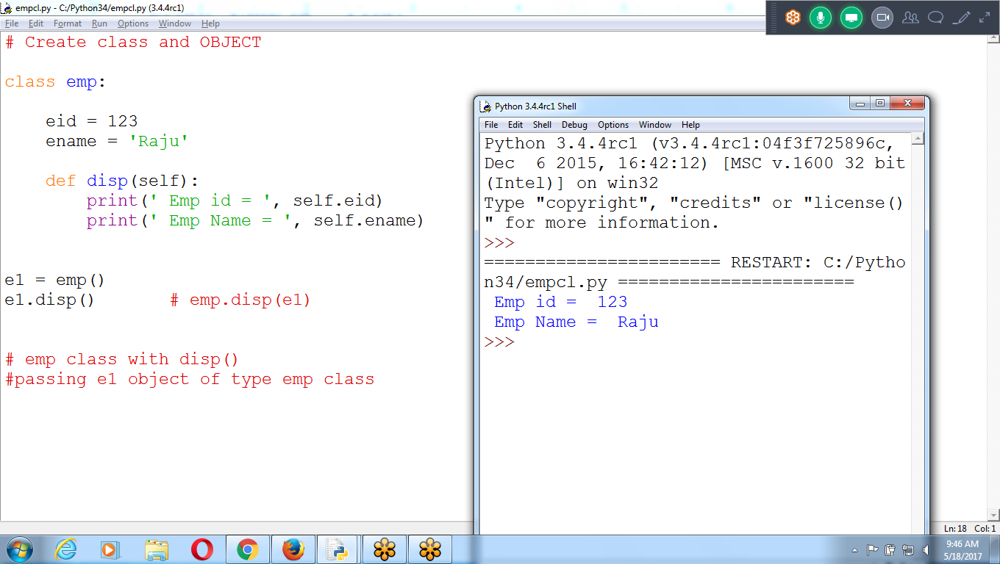 empcl.py - C:/Python34/empcl.py (3.4.4rc1)
File Edit Format Run Options Window Help
# Create class and OBJECT
class emp:
    eid = 123
    ename = 'Raju'
    def disp(self):
        print(' Emp id = ', self.eid)
        print(' Emp Name = ', self.ename)
e1 = emp()
e1.disp()       # emp.disp(e1)
# emp class with disp()
#passing e1 object of type emp class
Python 3.4.4rc1 Shell
File Edit Shell Debug Options Window Help
Python 3.4.4rc1 (v3.4.4rc1:04f3f725896c,
Dec  6 2015, 16:42:12) [MSC v.1600 32 bit
(Intel)] on win32
Type "copyright", "credits" or "license()
" for more information.
>>>
======================= RESTART: C:/Pytho
n34/empcl.py =======================
 Emp id =  123
 Emp Name =  Raju
>>>
Ln: 18 Col: 1
9:46 AM
5/18/2017